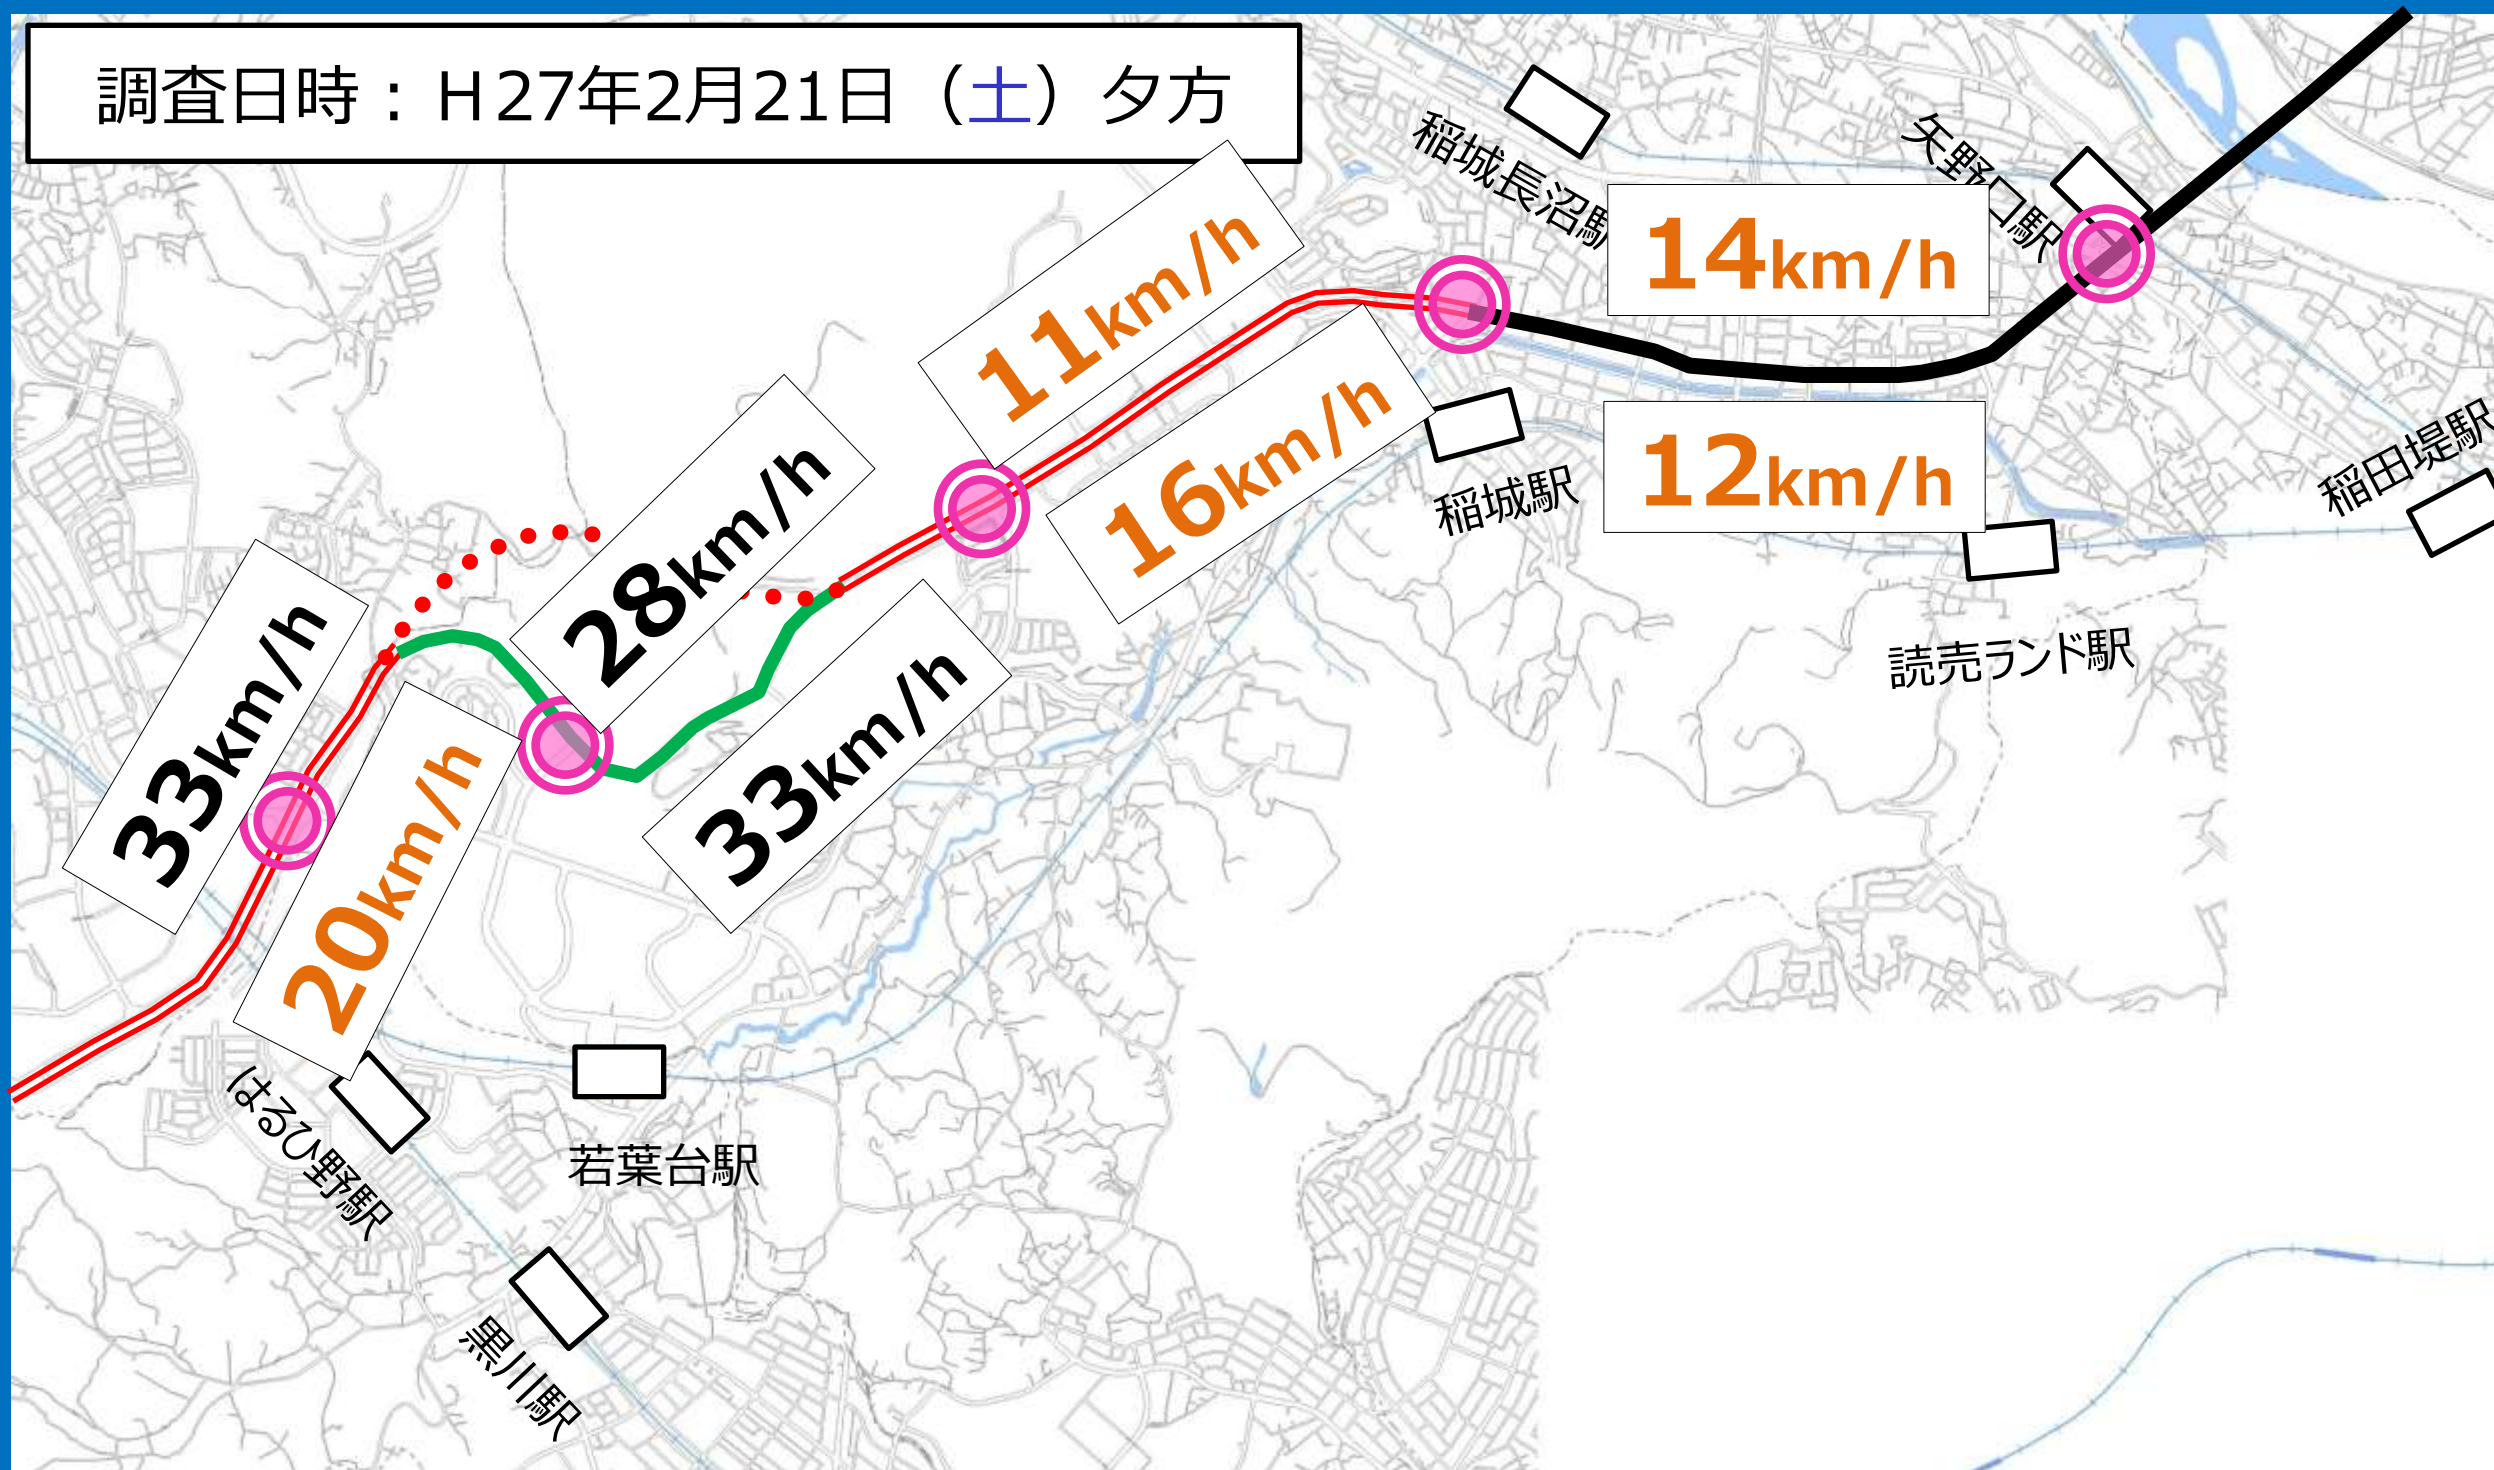 調査日時：H27年2月21日（土）夕方
稲城長沼駅
矢野口駅
14km/h
11km/h
16km/h
12km/h
稲城駅
稲田堤駅
28km/h
33km/h
33km/h
読売ランド駅
20km/h
はるひ野駅
若葉台駅
黒川駅